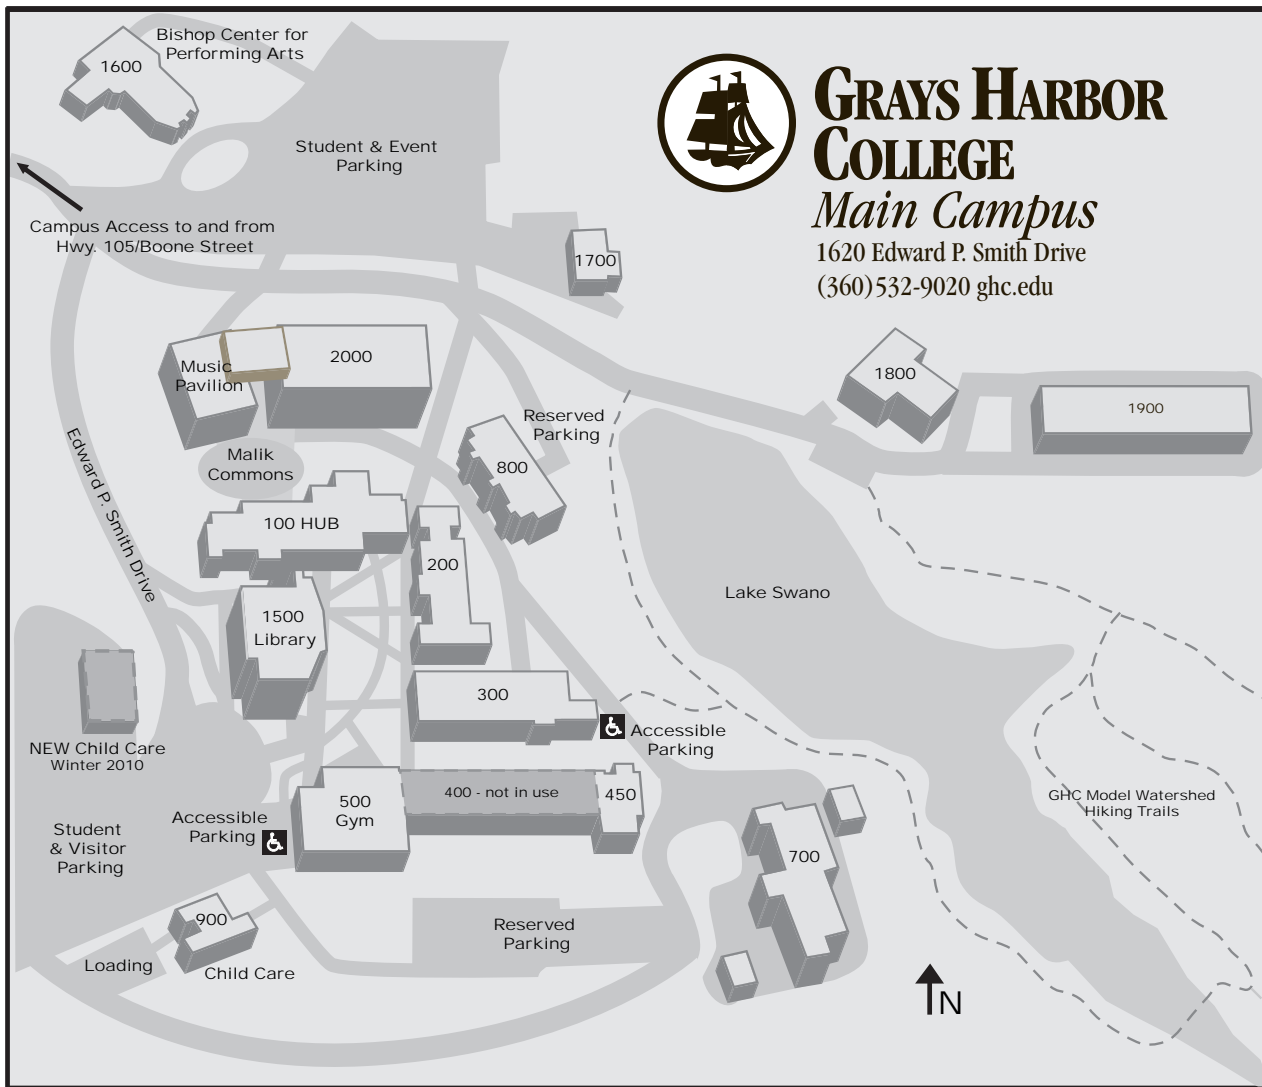 Bishop Center for
Performing Arts
1600
GRAYS HARBOR
COLLEGE
Main Campus
1620 Edward P. Smith Drive
(360)532-9020 ghc.edu
Student & Event
Parking
Campus Access to and from
Hwy. 105/Boone Street
1700
2000
Music
Pavilion
1800
1900
Reserved
Parking
800
Malik
Commons
Edward P. Smith Drive
100 HUB
200
Lake Swano
1500
Library
300
Accessible
Parking
NEW Child Care
Winter 2010
500
Gym
400 - not in use
450
GHC Model Watershed
Hiking Trails
Accessible
Parking
Student
& Visitor
Parking
700
900
Reserved
Parking
Loading
Child Care
N